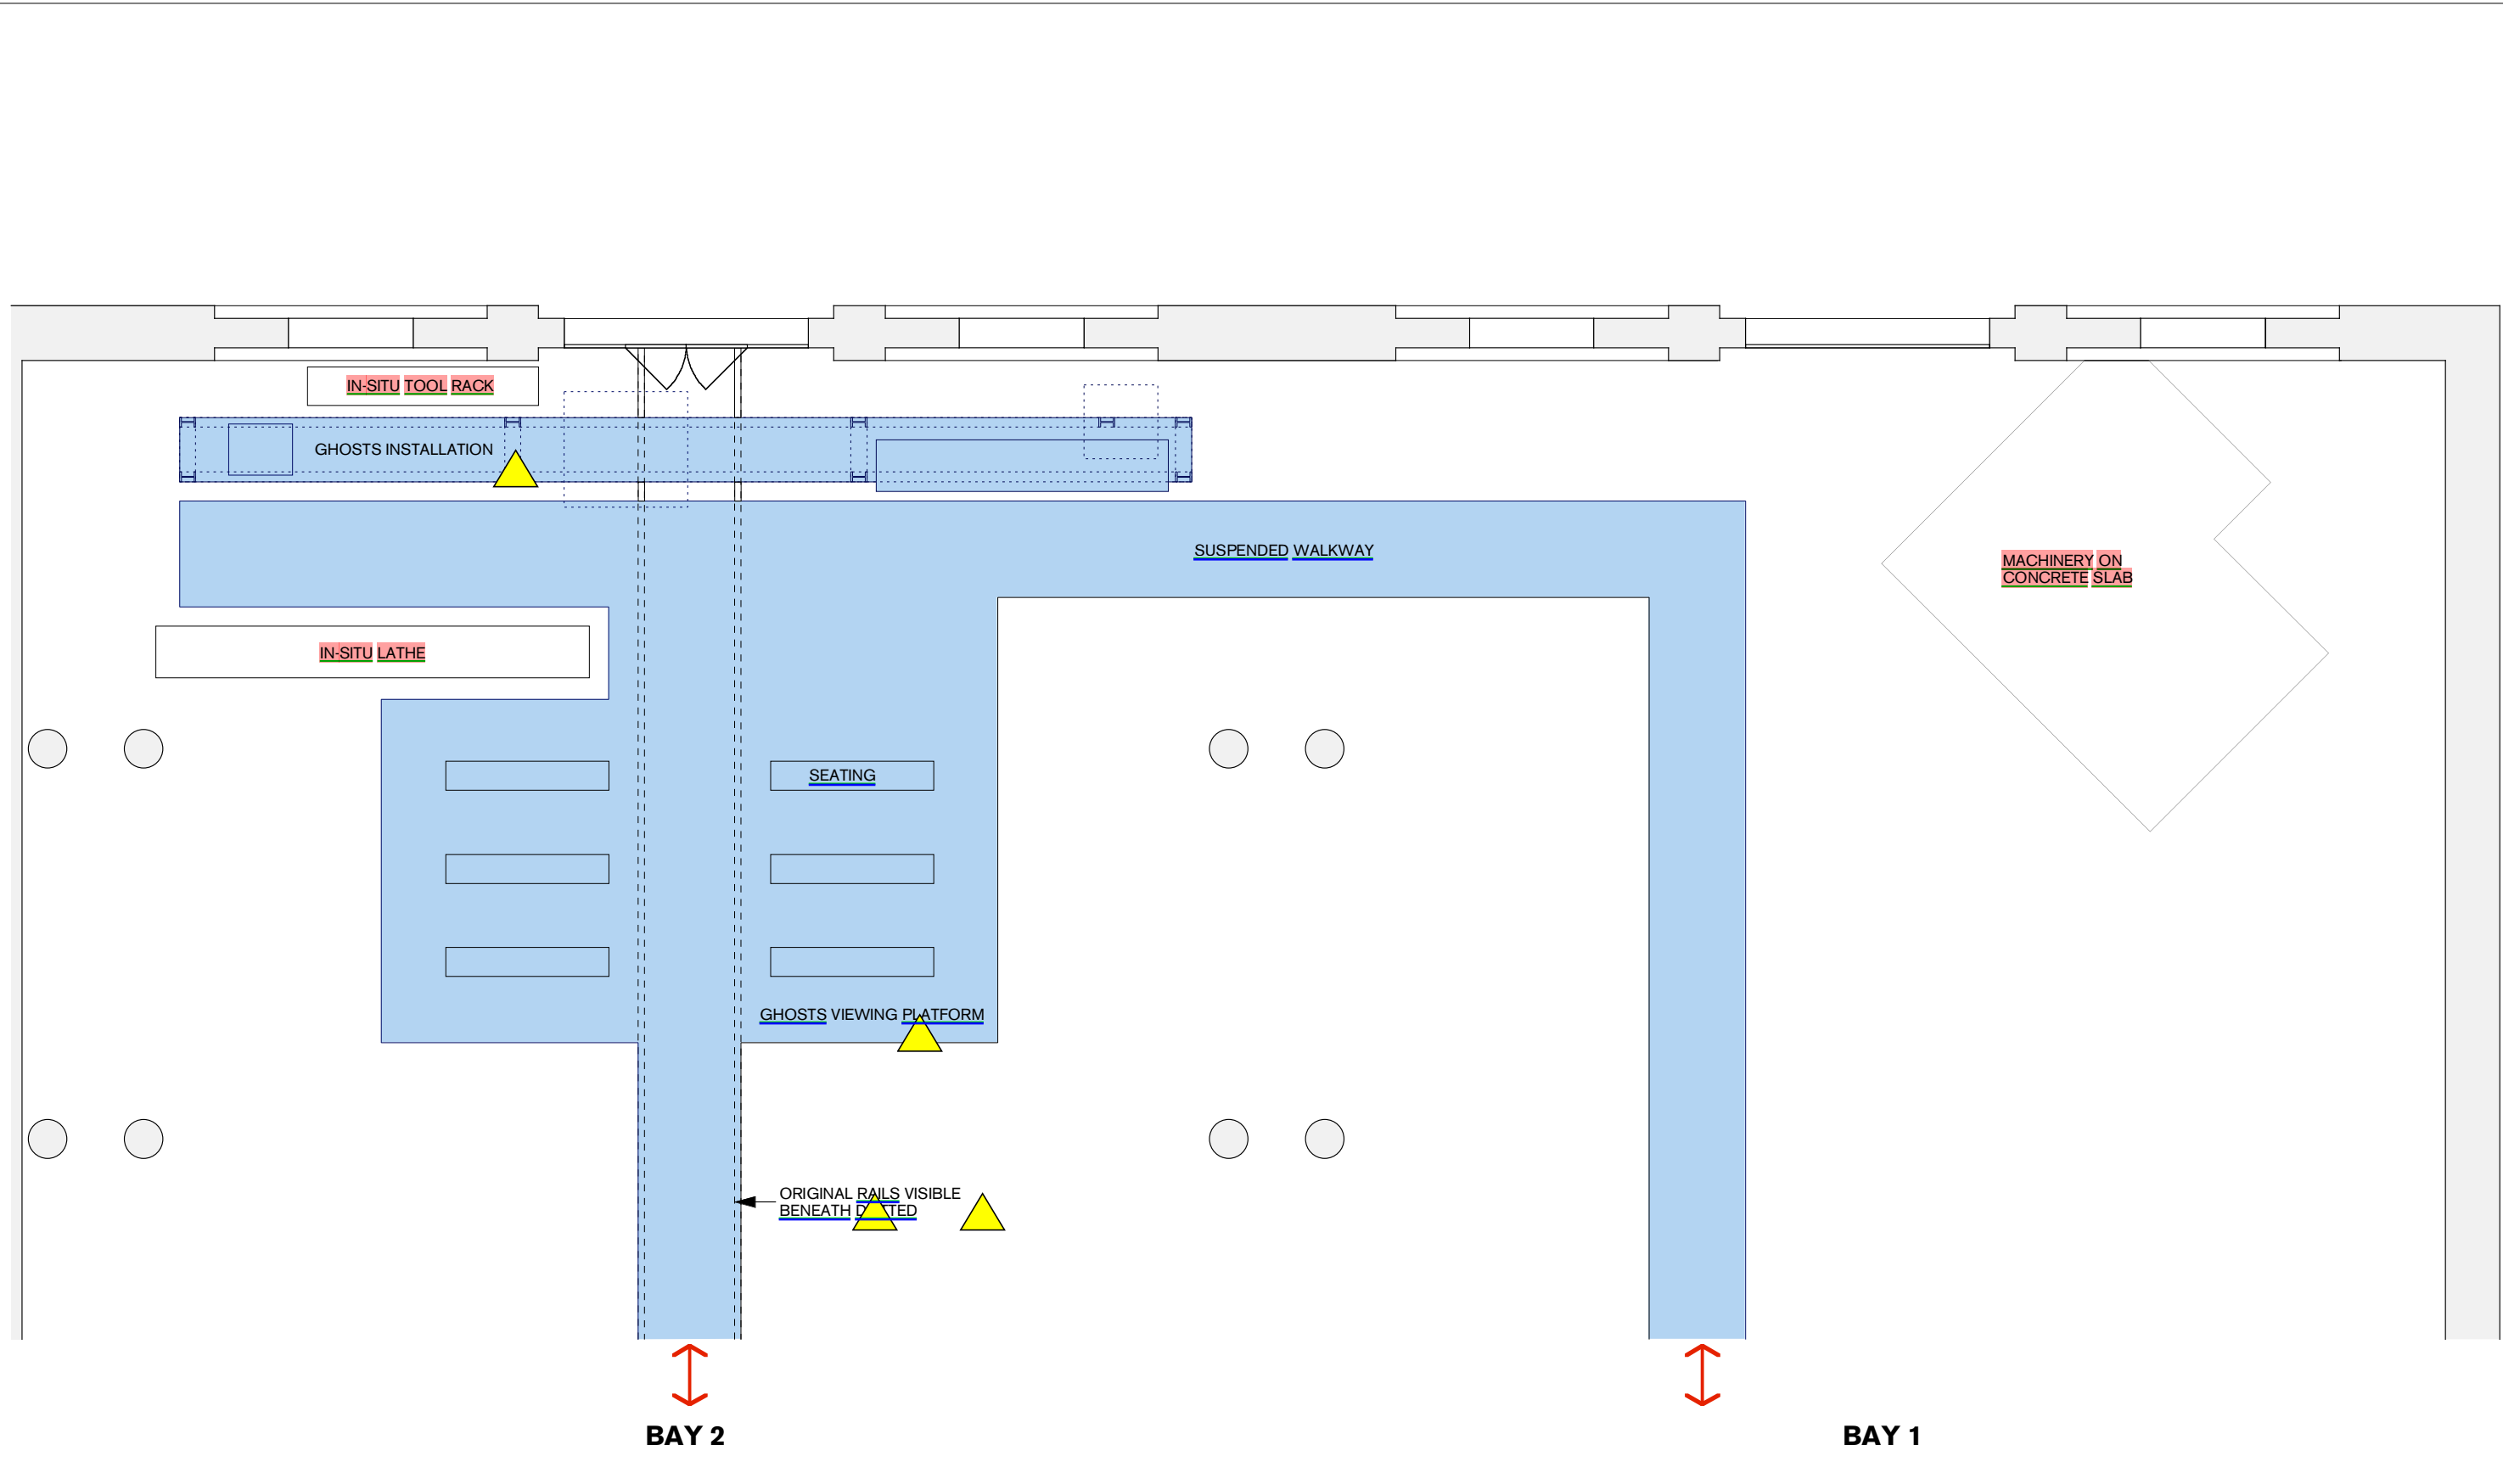 IN-SITU TOOL RACK
GHOSTS INSTALLATION
SUSPENDED WALKWAY
MACHINERY ON
CONCRETE SLAB
IN-SITU LATHE
SEATING
GHOSTS VIEWING PLATFORM
ORIGINAL RAILS VISIBLE
BENEATH
BAY 2
BAY 1